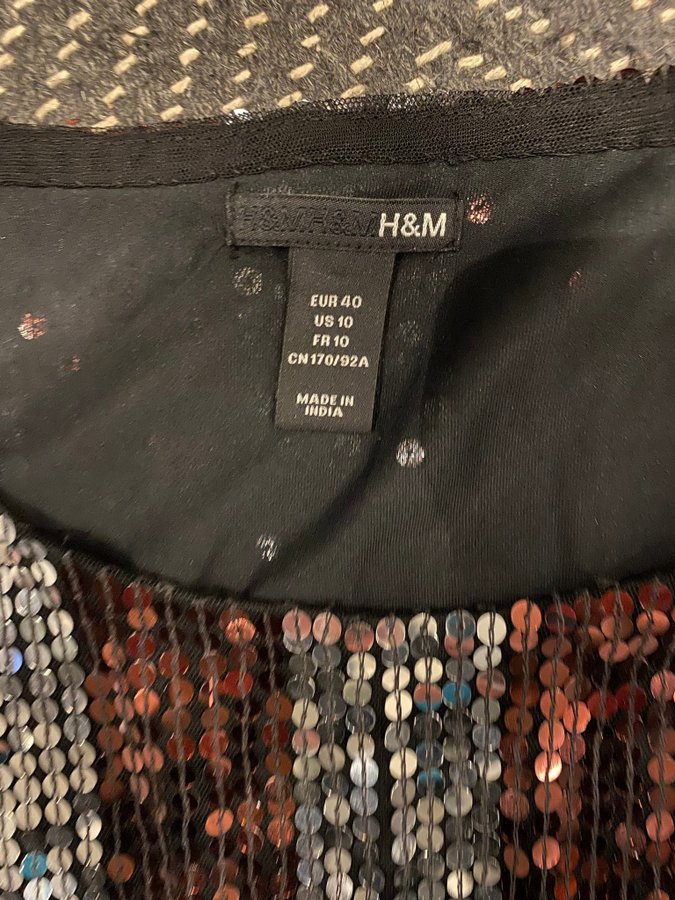 H&M H&M H&M
EUR 40
US 10
FR 10
CN 170/92A
MADE IN
INDIA